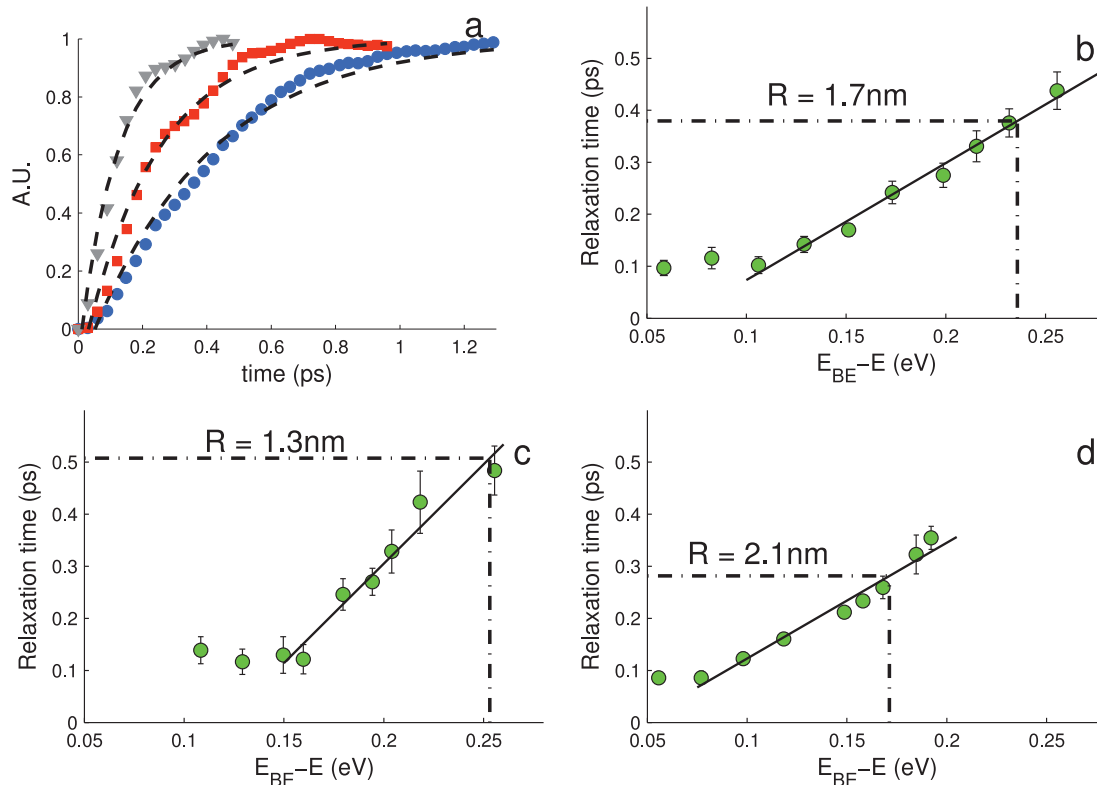 a
1
0.8
0.6
0.4
0.2
0
A.U.
0 0.2 0.4 0.6 0.8 1 1.2
time (ps)
b
R = 1.7nm
0.5
0.4
0.3
0.2
0.1
0
Relaxation time (ps)
0.05 0.1 0.15 0.2 0.25
E_BE−E (eV)
c
R = 1.3nm
0.5
0.4
0.3
0.2
0.1
0
Relaxation time (ps)
0.05 0.1 0.15 0.2 0.25
E_BE−E (eV)
d
R = 2.1nm
0.5
0.4
0.3
0.2
0.1
0
Relaxation time (ps)
0.05 0.1 0.15 0.2 0.25
E_BE−E (eV)